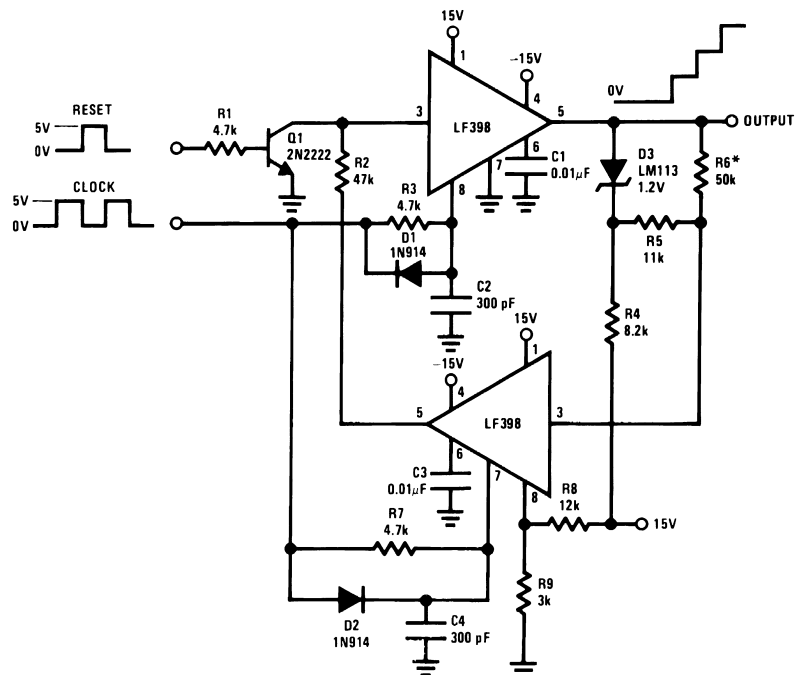 15V
1
−15V
4
0V
RESET
5V
0V
R1
4.7k
Q1
2N2222
3
LF398
5
OUTPUT
R2
47k
6
7
C1
0.01μF
D3
LM113
1.2V
R6*
50k
CLOCK
5V
0V
R3
4.7k
8
D1
1N914
R5
11k
C2
300 pF
R4
8.2k
15V
1
−15V
4
5
LF398
3
6
7
C3
0.01μF
8
R8
12k
15V
R7
4.7k
R9
3k
D2
1N914
C4
300 pF